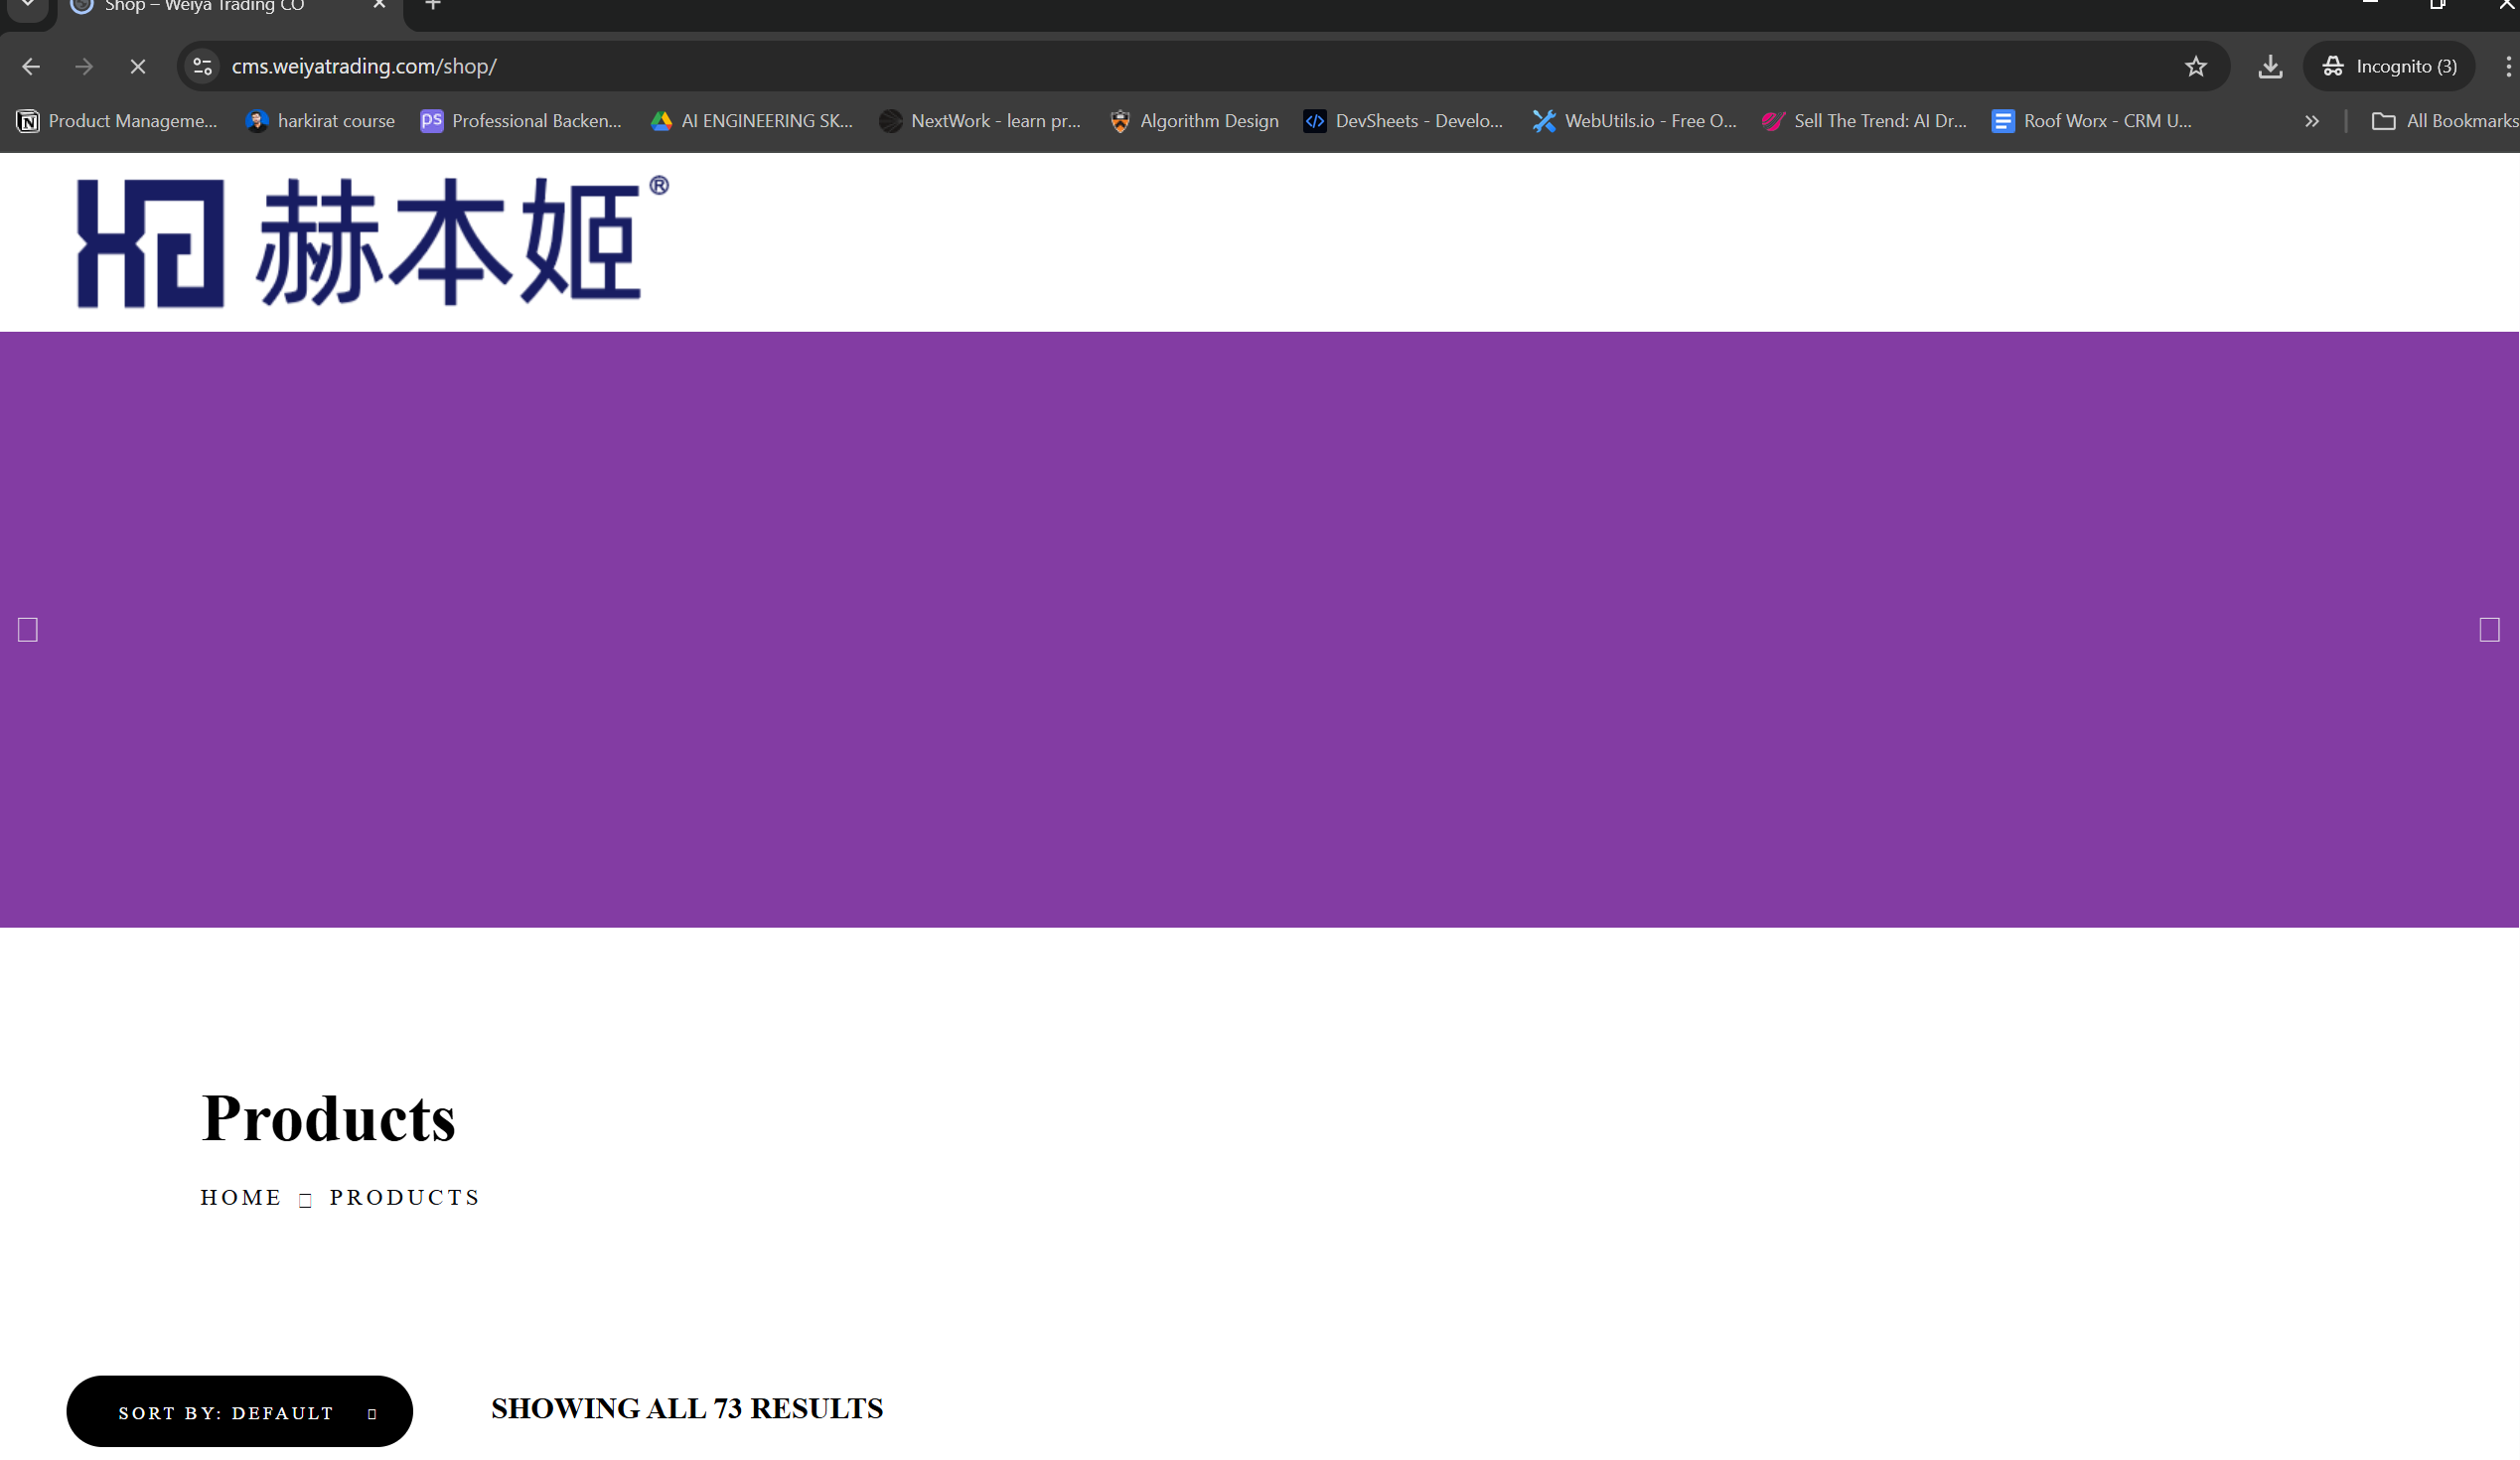 Shop – Weiya Trading CO
cms.weiyatrading.com/shop/
Incognito (3)
Product Manageme...
harkirat course
Professional Backen...
AI ENGINEERING SK...
NextWork - learn pr...
Algorithm Design
DevSheets - Develo...
WebUtils.io - Free O...
Sell The Trend: AI Dr...
Roof Worx - CRM U...
All Bookmarks
赫本姬®
Products
HOME PRODUCTS
SORT BY: DEFAULT
SHOWING ALL 73 RESULTS